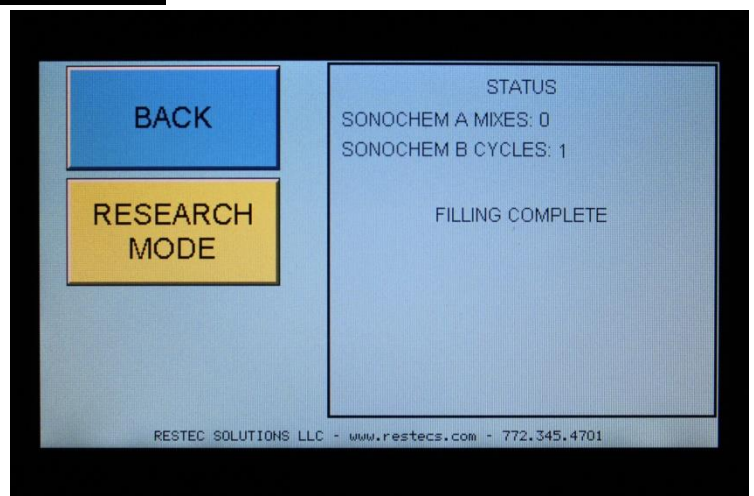 BACK
RESEARCH
MODE
STATUS
SONOCHEM A MIXES: 0
SONOCHEM B CYCLES: 1
FILLING COMPLETE
RESTEC SOLUTIONS LLC - www.restecs.com - 772.345.4701